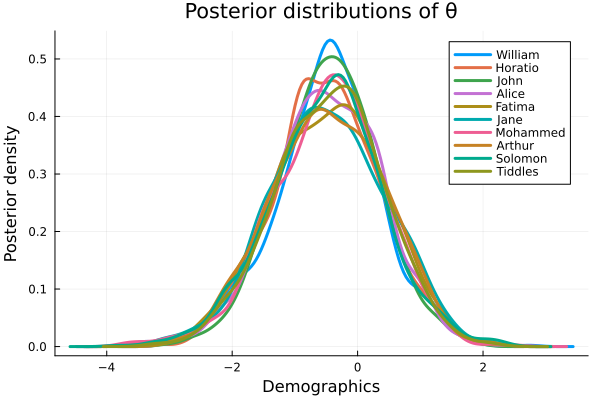 Posterior distributions of θ
Posterior density
0.5
0.4
0.3
0.2
0.1
0.0
−4
−2
0
2
Demographics
William
Horatio
John
Alice
Fatima
Jane
Mohammed
Arthur
Solomon
Tiddles